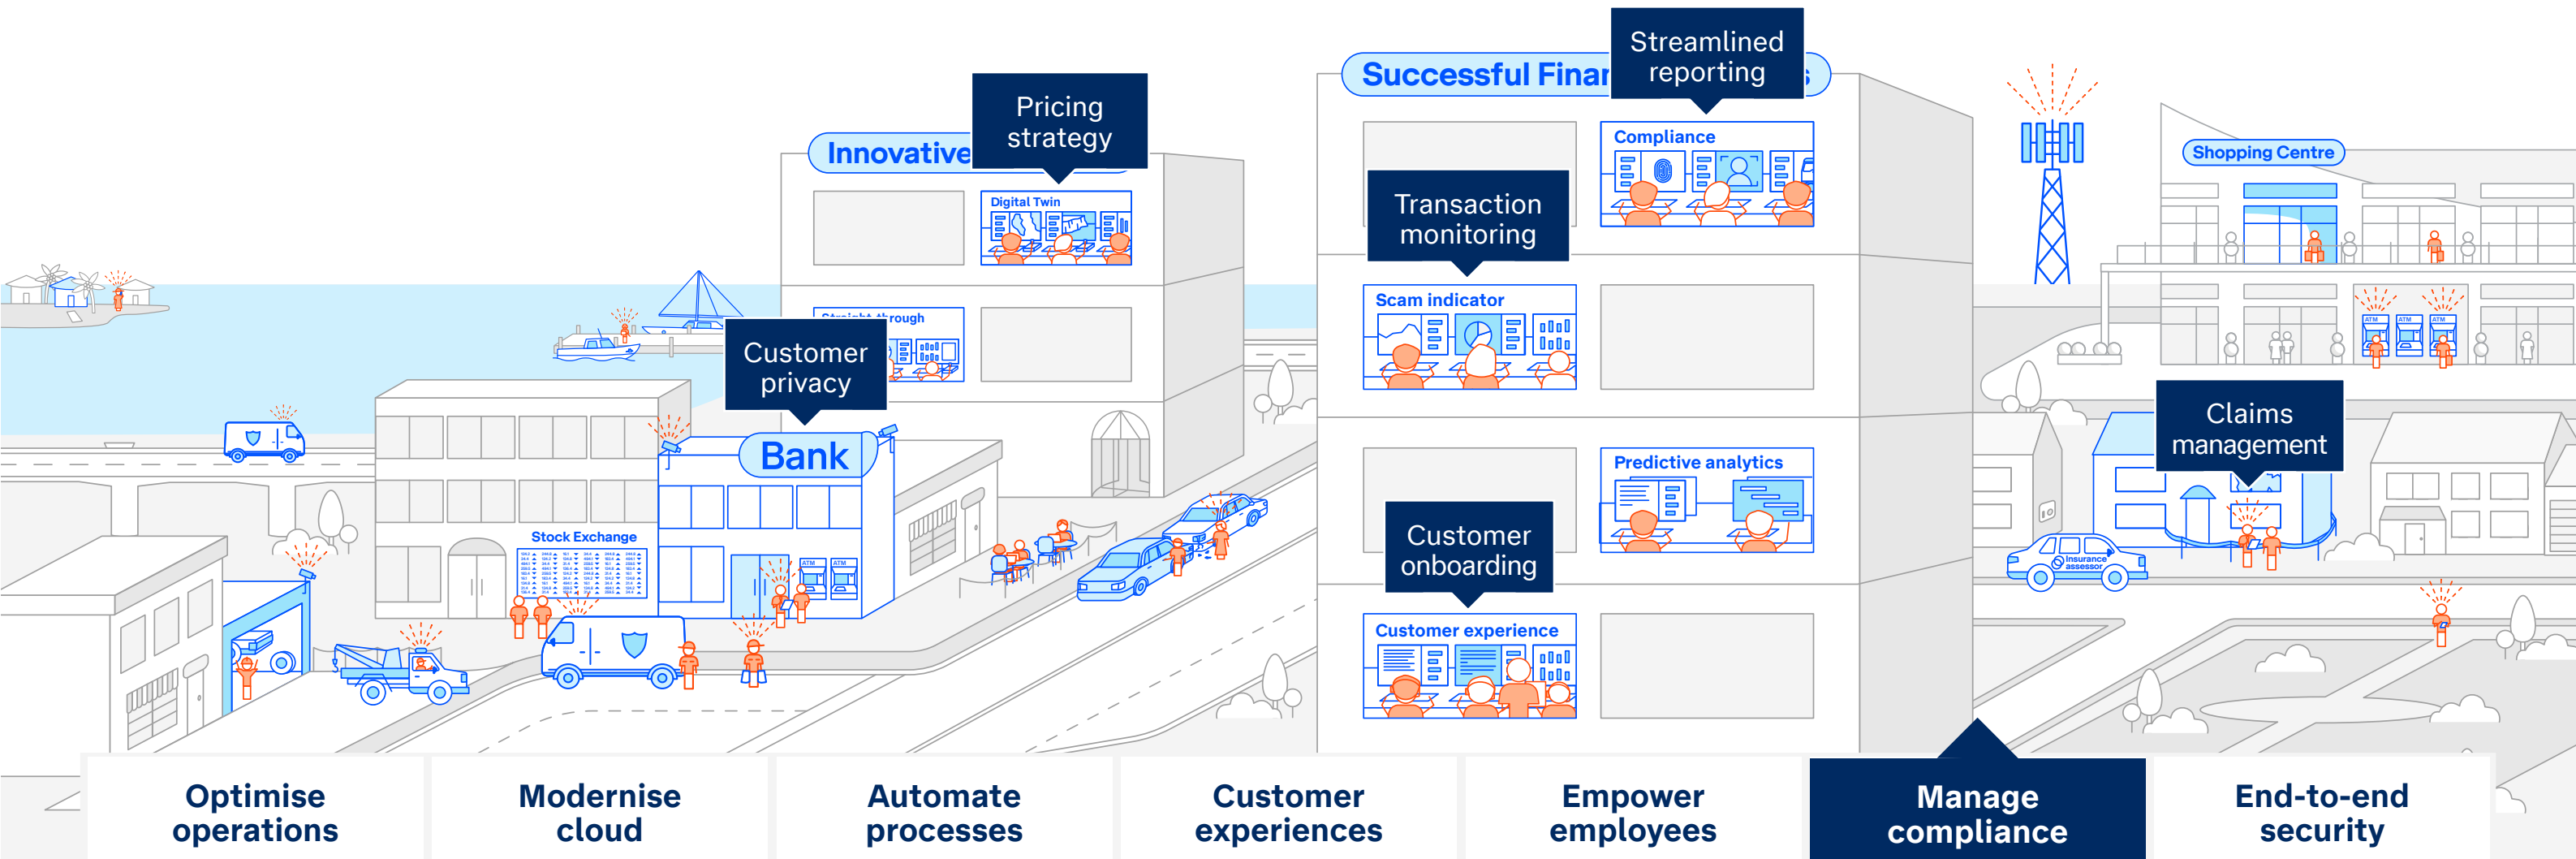 Streamlined
reporting
Successful Finan
s
Pricing
strategy
Innovative
Compliance
Shopping Centre
Digital Twin
Transaction
monitoring
Scam indicator
Straight-through
ATM
ATM
ATM
Customer
privacy
Claims
management
Bank
Predictive analytics
Stock Exchange
Customer
onboarding
ATM
ATM
Insurance
assessor
Customer experience
Optimise
operations
Modernise
cloud
Automate
processes
Customer
experiences
Empower
employees
Manage
compliance
End-to-end
security